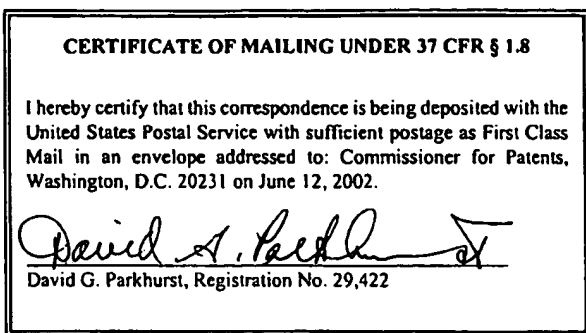 CERTIFICATE OF MAILING UNDER 37 CFR § 1.8
I hereby certify that this correspondence is being deposited with the
United States Postal Service with sufficient postage as First Class
Mail in an envelope addressed to: Commissioner for Patents,
Washington, D.C. 20231 on June 12, 2002.
David
David G. Parkhurst, Registration No. 29,422